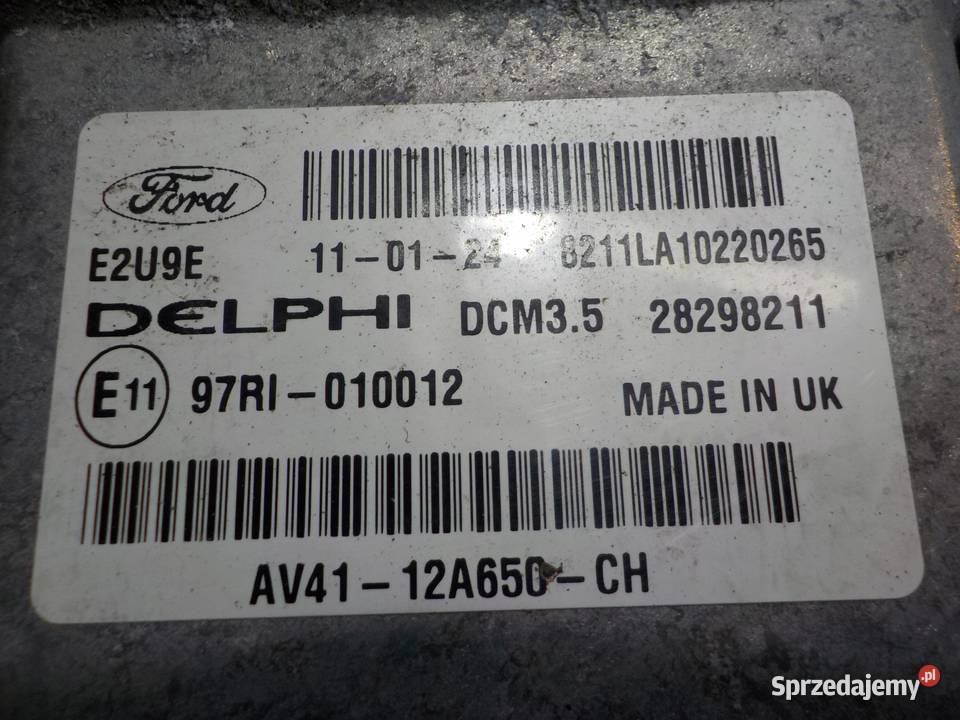 Ford
E2U9E 11-01-24 8211LA10220265
DELPHI DCM3.5 28298211
E11 97RI-010012 MADE IN UK
AV41-12A650-CH
Sprzedajemy.pl